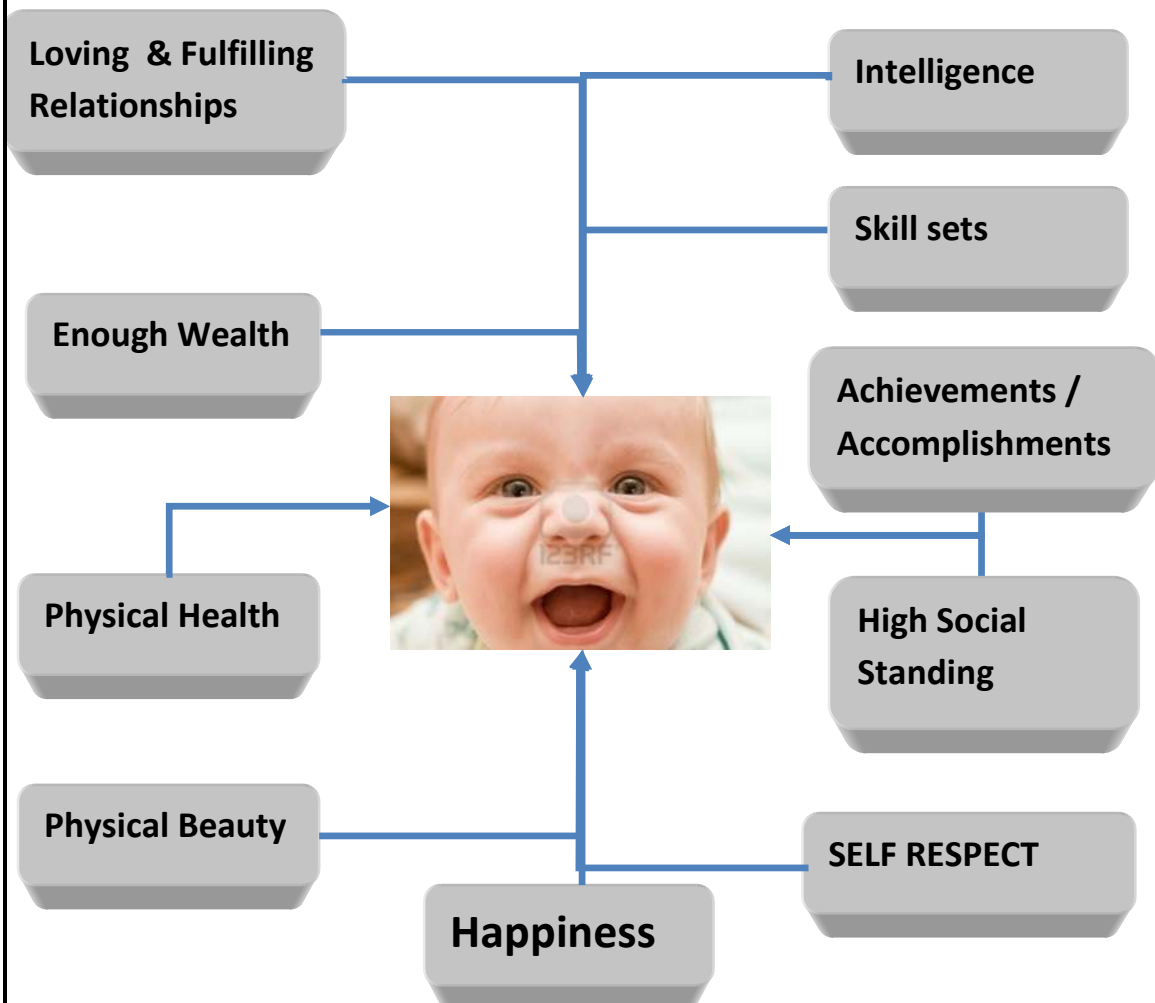 Loving & Fulfilling
Relationships
Intelligence
Skill sets
Enough Wealth
Achievements /
Accomplishments
123RF
Physical Health
High Social
Standing
Physical Beauty
SELF RESPECT
Happiness